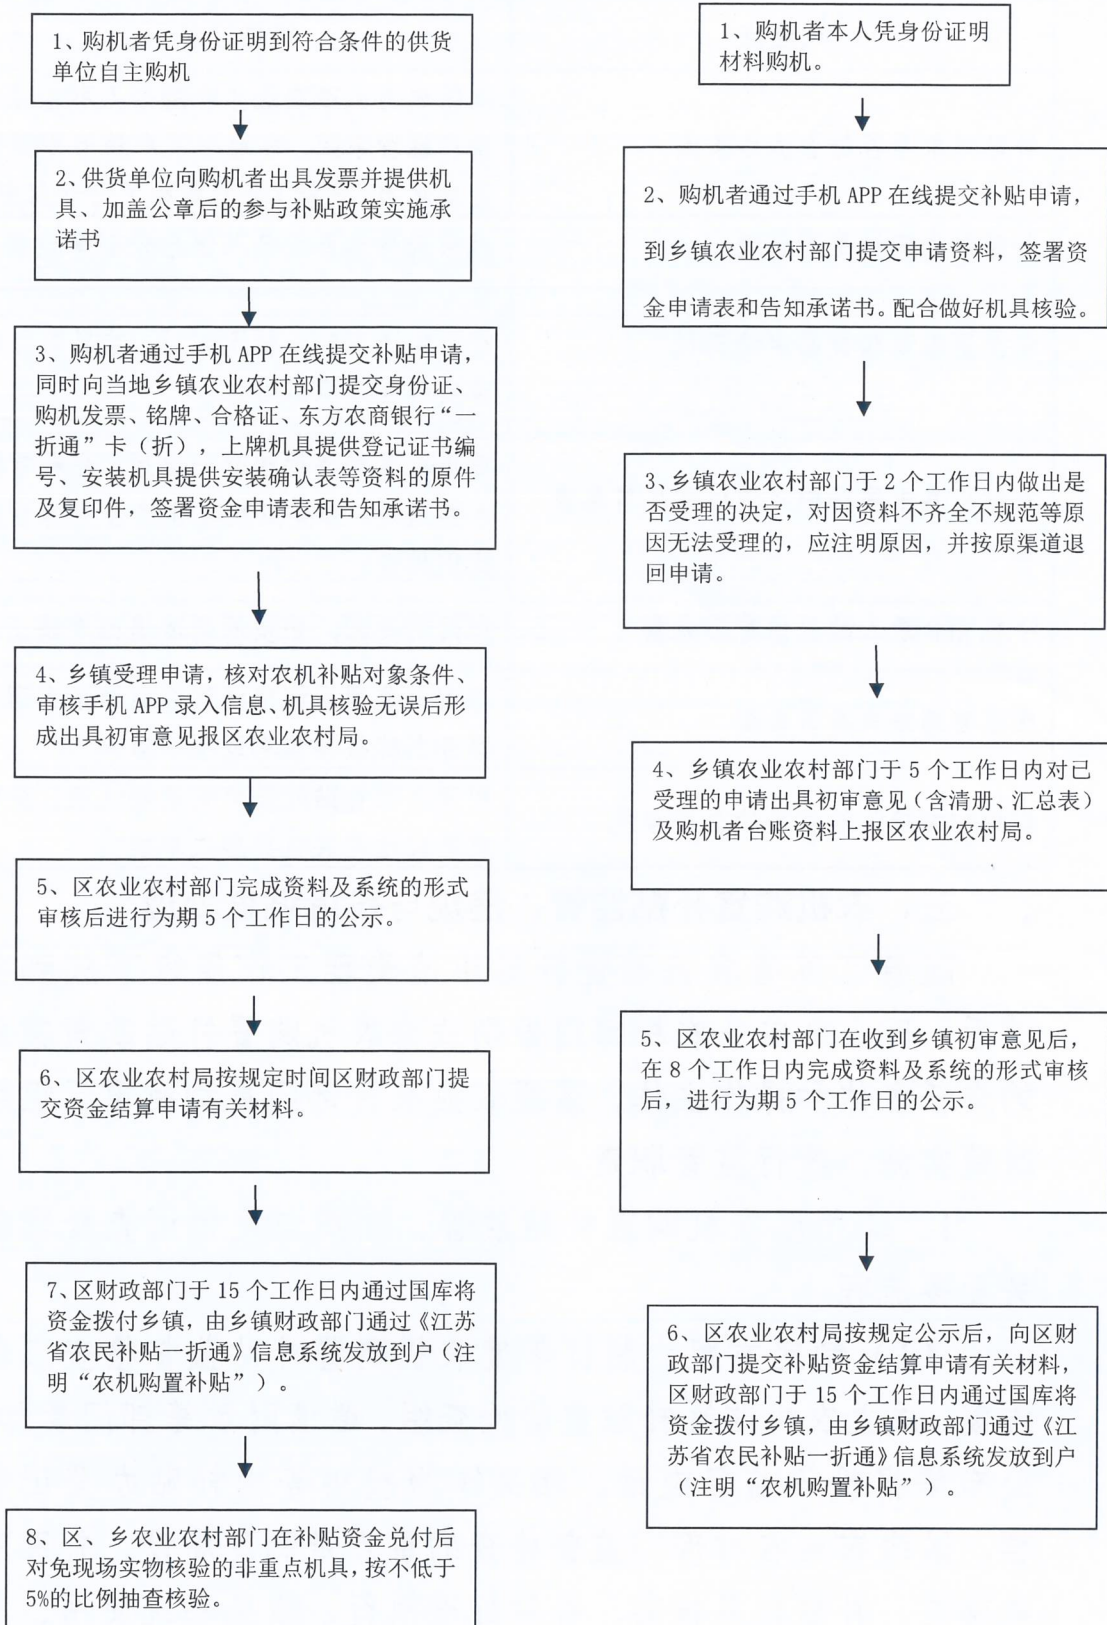 1、购机者凭身份证明到符合条件的供货
单位自主购机
2、供货单位向购机者出具发票并提供机
具、加盖公章后的参与补贴政策实施承
诺书
3、购机者通过手机 APP 在线提交补贴申请，
同时向当地乡镇农业农村部门提交身份证、
购机发票、铭牌、合格证、东方农商银行“一
折通”卡（折），上牌机具提供登记证书编
号、安装机具提供安装确认表等资料的原件
及复印件，签署资金申请表和告知承诺书。
4、乡镇受理申请，核对农机补贴对象条件、
审核手机 APP 录入信息、机具核验无误后形
成出具初审意见报区农业农村局。
5、区农业农村部门完成资料及系统的形式
审核后进行为期 5 个工作日的公示。
6、区农业农村局按规定时间区财政部门提
交资金结算申请有关材料。
7、区财政部门于 15 个工作日内通过国库将
资金拨付乡镇，由乡镇财政部门通过《江苏
省农民补贴一折通》信息系统发放到户（注
明“农机购置补贴”）。
8、区、乡农业农村部门在补贴资金兑付后
对免现场实物核验的非重点机具，按不低于
5%的比例抽查核验。
1、购机者本人凭身份证明
材料购机。
2、购机者通过手机 APP 在线提交补贴申请，
到乡镇农业农村部门提交申请资料，签署资
金申请表和告知承诺书。配合做好机具核验。
3、乡镇农业农村部门于 2 个工作日内做出是
否受理的决定，对因资料不齐全不规范等原
因无法受理的，应注明原因，并按原渠道退
回申请。
4、乡镇农业农村部门于 5 个工作日内对已
受理的申请出具初审意见（含清册、汇总表）
及购机者台账资料上报区农业农村局。
5、区农业农村部门在收到乡镇初审意见后，
在 8 个工作日内完成资料及系统的形式审核
后，进行为期 5 个工作日的公示。
6、区农业农村局按规定公示后，向区财
政部门提交补贴资金结算申请有关材料，
区财政部门于 15 个工作日内通过国库将
资金拨付乡镇，由乡镇财政部门通过《江
苏省农民补贴一折通》信息系统发放到户
（注明“农机购置补贴”）。